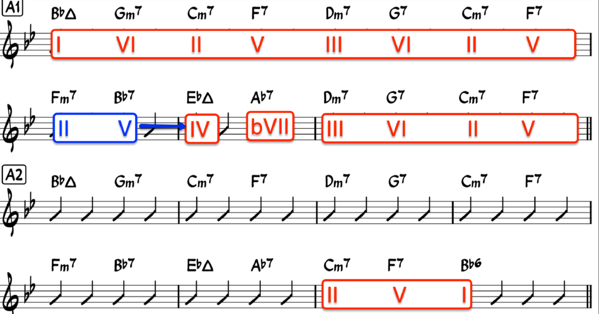 A1 B♭△ Gm7 Cm7 F7 Dm7 G7 Cm7 F7
I VI II V III VI II V
Fm7 B♭7 E♭△ A♭7 Dm7 G7 Cm7 F7
II V IV bVII III VI II V
A2 B♭△ Gm7 Cm7 F7 Dm7 G7 Cm7 F7
Fm7 B♭7 E♭△ A♭7 Cm7 F7 B♭6
II V I